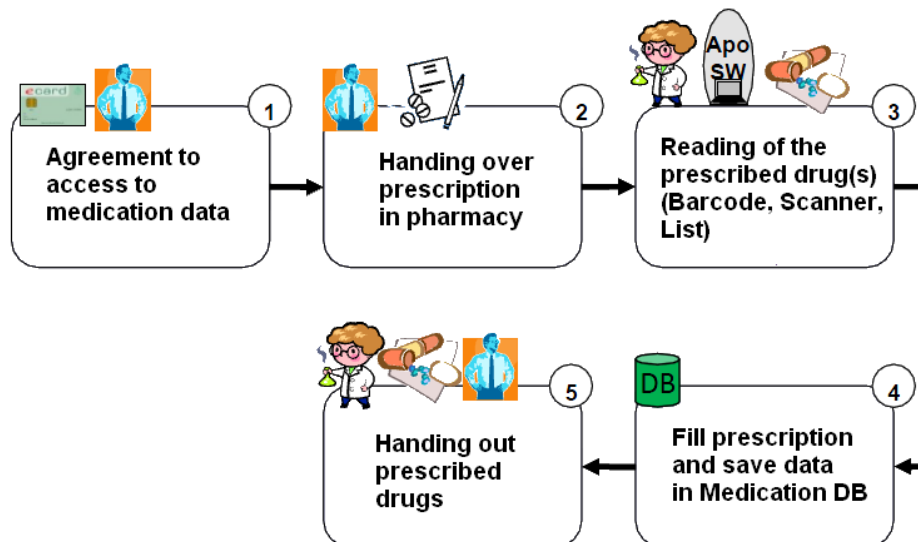 ecard
1
Agreement to
access to
medication data
2
Handing over
prescription
in pharmacy
Apo
SW
3
Reading of the
prescribed drug(s)
(Barcode, Scanner,
List)
5
Handing out
prescribed
drugs
DB
4
Fill prescription
and save data
in Medication DB